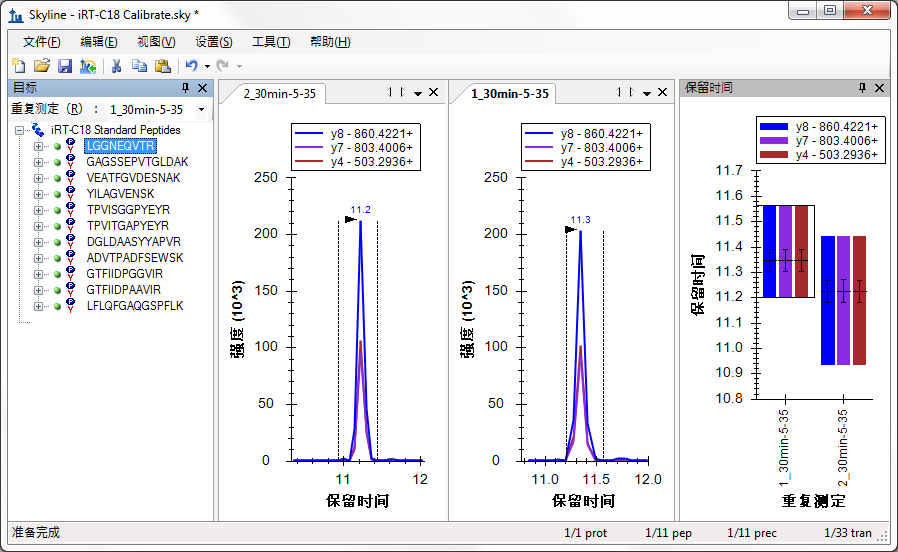 Skyline - iRT-C18 Calibrate.sky *
文件(F) 编辑(E) 视图(V) 设置(S) 工具(T) 帮助(H)
目标
重复测定 (R) : 1_30min-5-35
iRT-C18 Standard Peptides
LGGNEQVTR
GAGSSEPVTGLDAK
VEATFGVDESNAK
YILAGVENSK
TPVISGGPYEYR
TPVITGAPYEYR
DGLDAASYYAPVR
ADVTPADFSEWSK
GTFIIDPGGVIR
GTFIIDPAAVIR
LFLQFGAQGSPFLK
2_30min-5-35
y8 - 860.4221+
y7 - 803.4006+
y4 - 503.2936+
250
200
150
100
50
0
强度 (10^3)
11.2
11 12
保留时间
1_30min-5-35
y8 - 860.4221+
y7 - 803.4006+
y4 - 503.2936+
250
200
150
100
50
0
强度 (10^3)
11.3
11.0 11.5 12.0
保留时间
保留时间
y8 - 860.4221+
y7 - 803.4006+
y4 - 503.2936+
11.7
11.6
11.5
11.4
11.3
11.2
11.1
11.0
10.9
10.8
保留时间
1_30min-5-35
2_30min-5-35
重复测定
准备完成 1/1 prot 1/11 pep 1/11 prec 1/33 tran